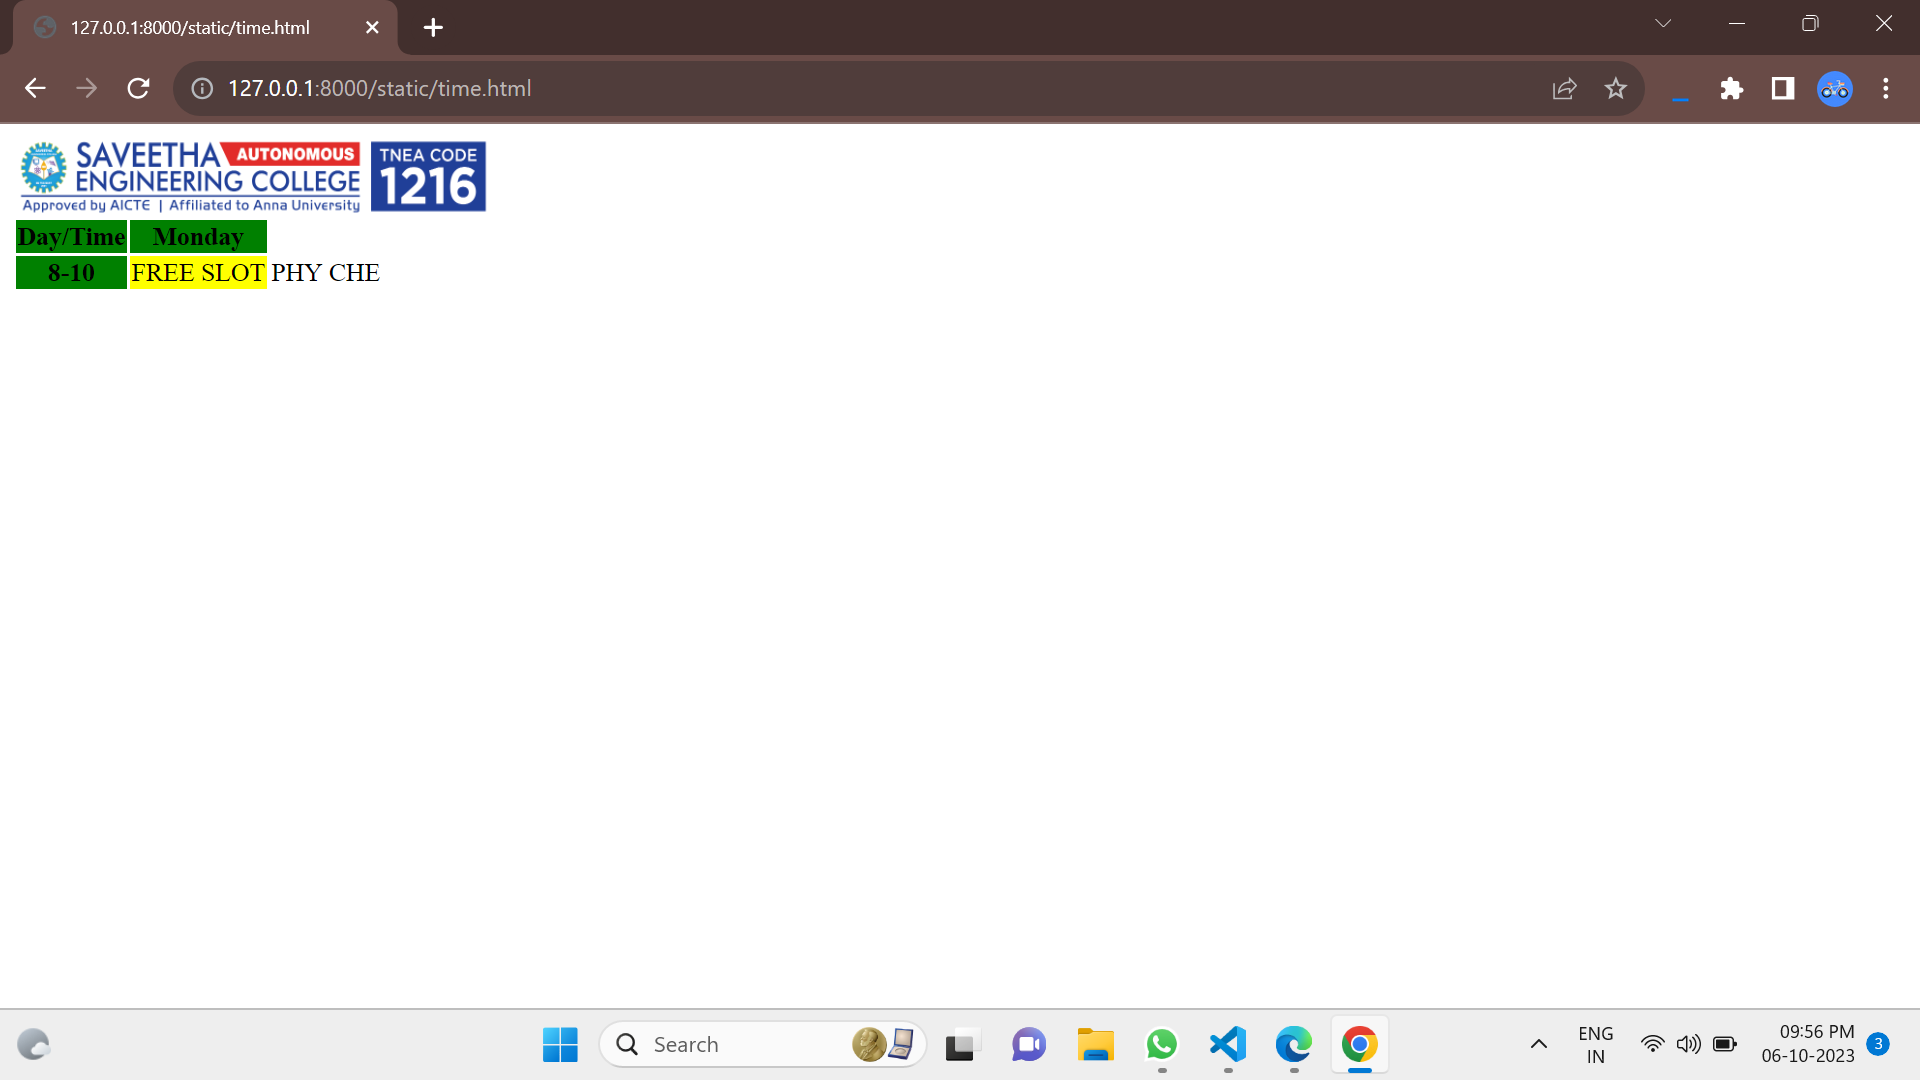 127.0.0.1:8000/static/time.html
127.0.0.1:8000/static/time.html
SAVEETHA AUTONOMOUS
ENGINEERING COLLEGE
Approved by AICTE | Affiliated to Anna University
TNEA CODE
1216
Day/Time Monday
8-10 FREE SLOT PHY CHE
Search
ENG
IN
09:56 PM
06-10-2023
3